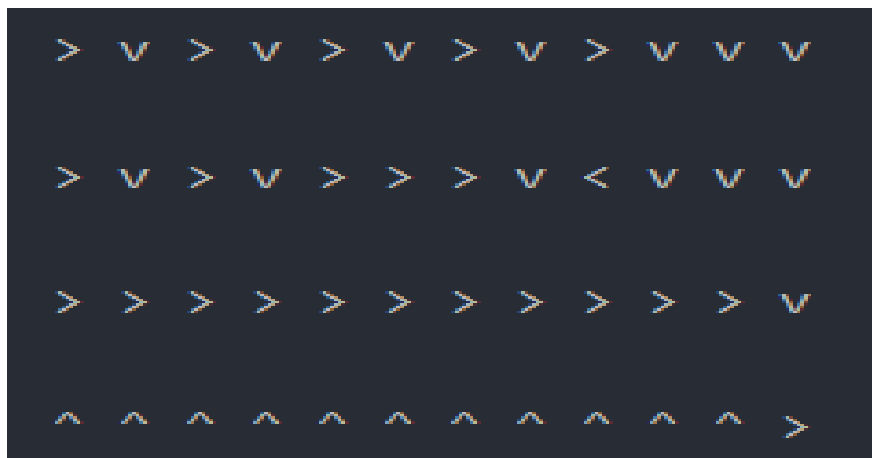 > v > v > v > v > v v v
> v > v > > > v < v v v
> > > > > > > > > > > v
^ ^ ^ ^ ^ ^ ^ ^ ^ ^ ^ >